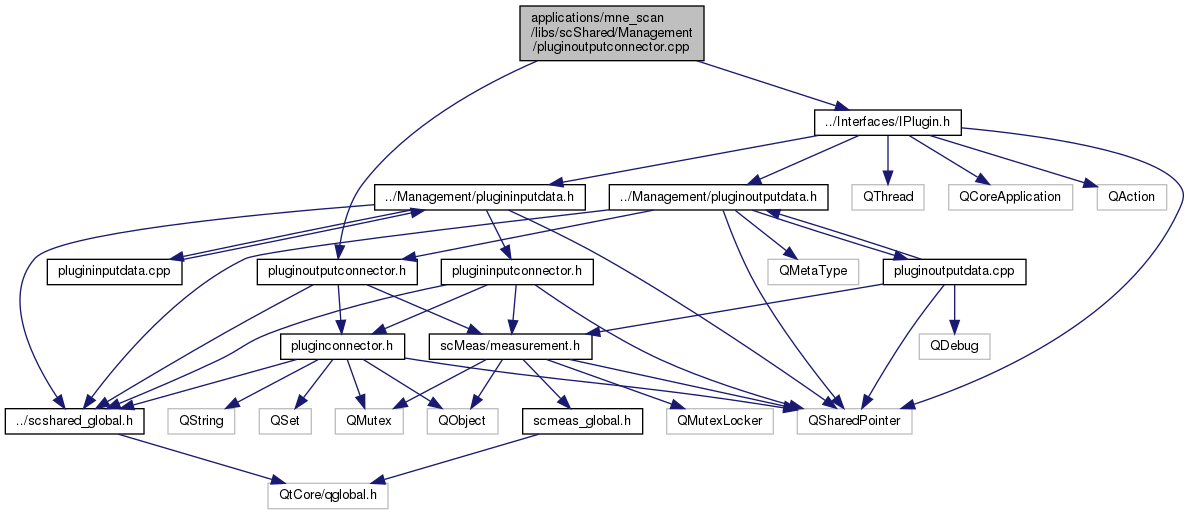 applications/mne_scan
/libs/scShared/Management
/pluginoutputconnector.cpp
../Interfaces/IPlugin.h
../Management/plugininputdata.h
../Management/pluginoutputdata.h
QThread
QCoreApplication
QAction
plugininputdata.cpp
pluginoutputconnector.h
plugininputconnector.h
QMetaType
pluginoutputdata.cpp
pluginconnector.h
scMeas/measurement.h
QDebug
../scshared_global.h
QString
QSet
QMutex
QObject
scmeas_global.h
QMutexLocker
QSharedPointer
QtCore/qglobal.h